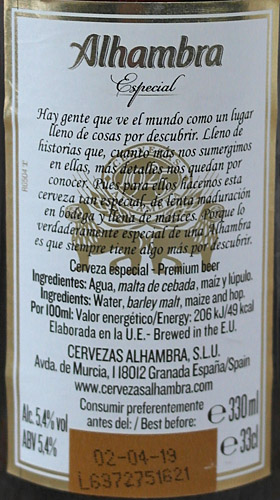 Alhambra
Especial
Hay gente que ve el mundo como un lugar
lleno de cosas por descubrir. Lleno de
historias que, cuanto más nos sumergimos
en ellas, más detalles nos quedan por
conocer. Pues para ellos hacemos esta
cerveza tan especial, de lenta maduración
en bodega y llena de matices. Porque lo
verdaderamente especial de una Alhambra
es que siempre tiene algo más por descubrir.
Cerveza especial - Premium beer
Ingredientes: Agua, malta de cebada, maíz y lúpulo.
Ingredients: Water, barley malt, maize and hop.
Por 100ml: Valor energético/Energy: 206 kJ/49 kcal
Elaborada en la U.E.- Brewed in the E.U.
CERVEZAS ALHAMBRA, S.L.U.
Avda. de Murcia, 1 18012 Granada España/Spain
www.cervezasalhambra.com
Alc. 5,4% vol
ABV 5,4%
Consumir preferentemente
antes del: / Best before:
℮ 330 ml
℮ 33cl
02-04-19
L6372751621